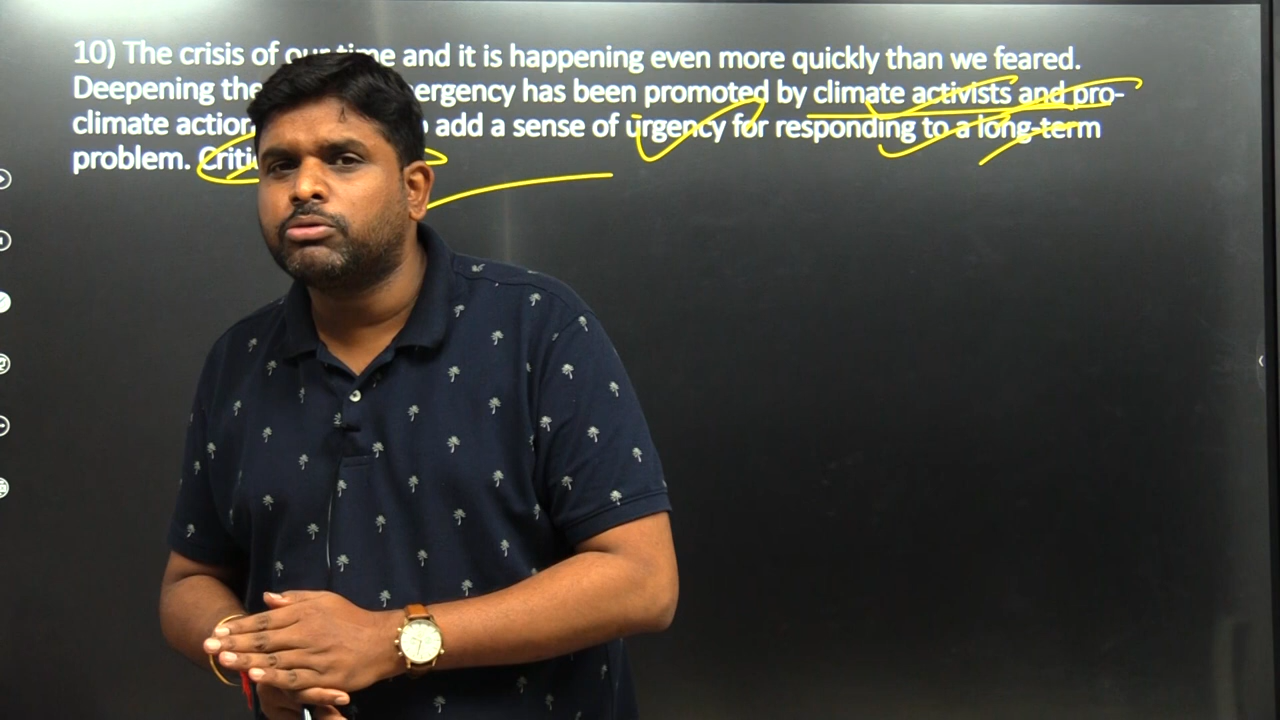 10) The crisis of our time and it is happening even more quickly than we feared.
Deepening the ergency has been promoted by climate activists and pro-
climate action add a sense of urgency for responding to a long-term
problem. Critic